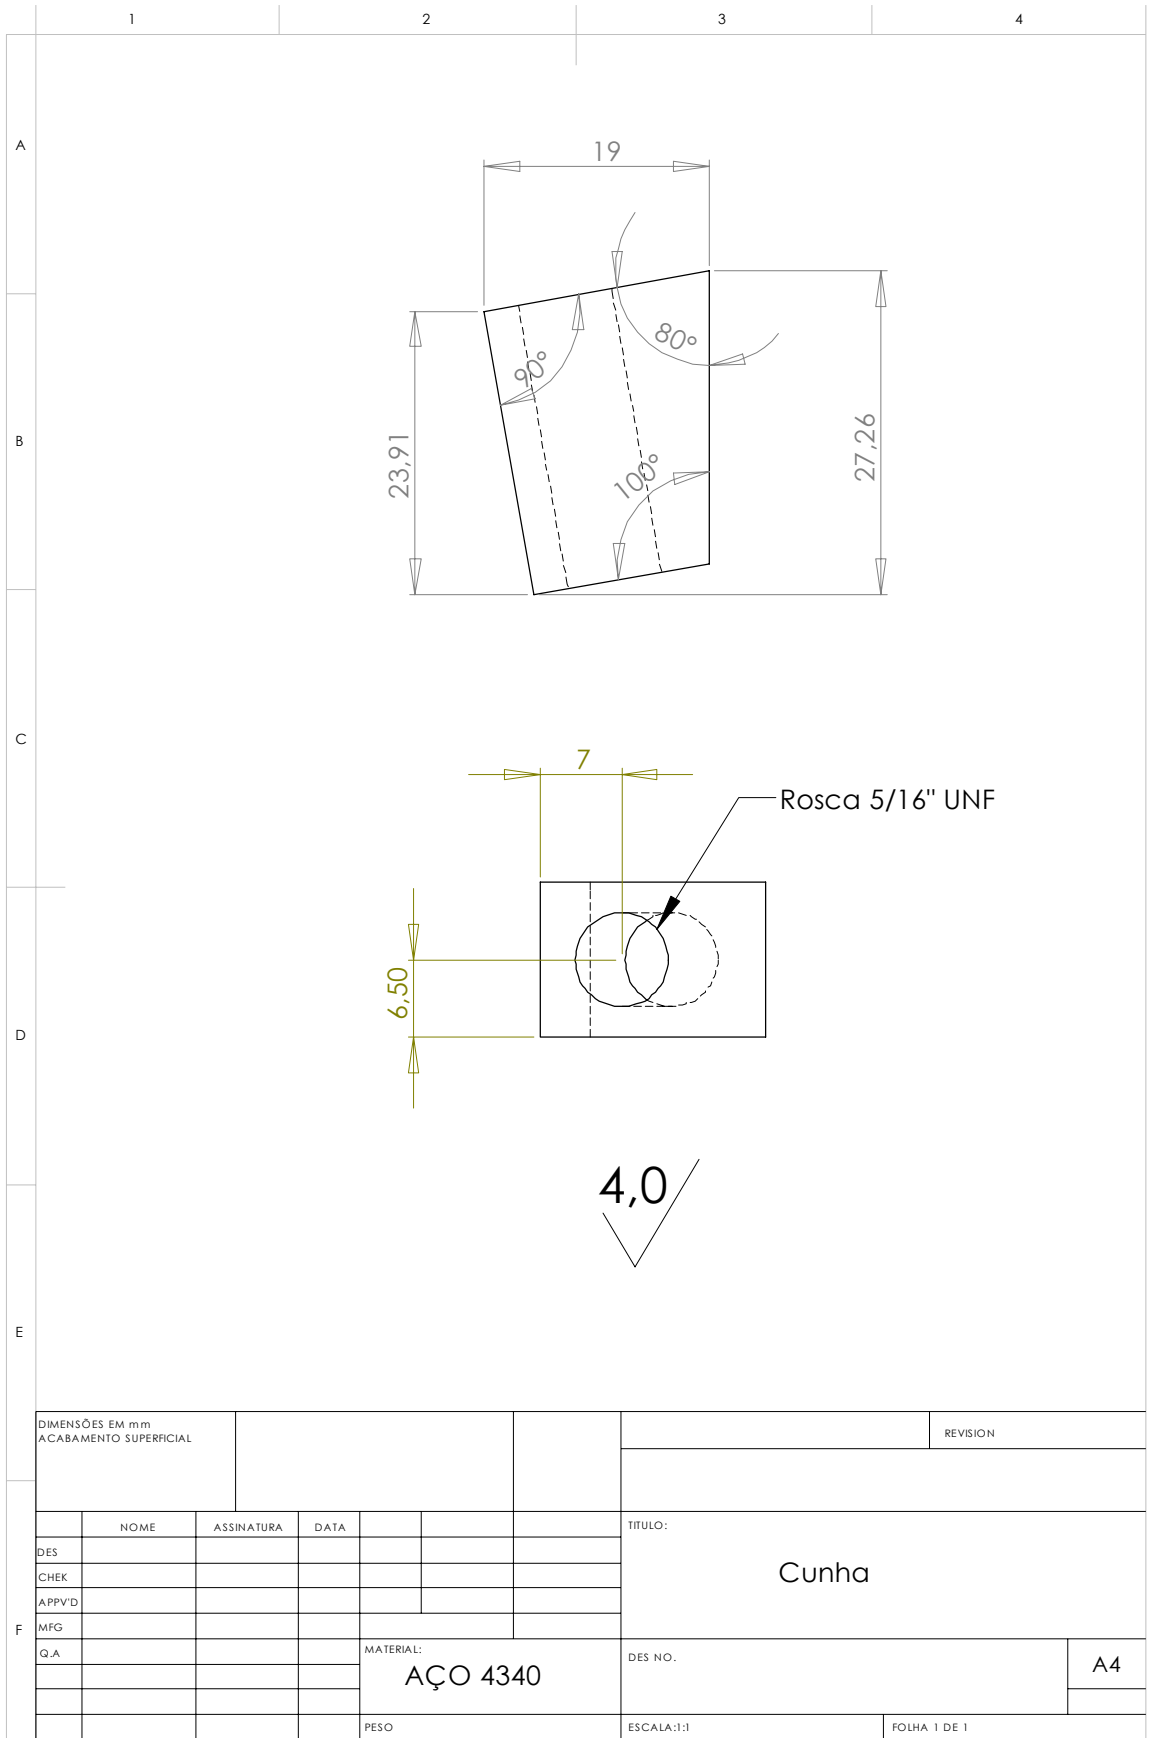 1 2 3 4
A
19
80°
90°
B
23,91
27,26
100°
C
7
Rosca 5/16" UNF
6,50
D
4,0
E
DIMENSÕES EM mm
ACABAMENTO SUPERFICIAL
REVISION
NOME ASSINATURA DATA
TITULO:
DES
Cunha
CHEK
APPV'D
F
MFG
Q.A
MATERIAL:
AÇO 4340
DES NO.
A4
PESO
ESCALA:1:1
FOLHA 1 DE 1